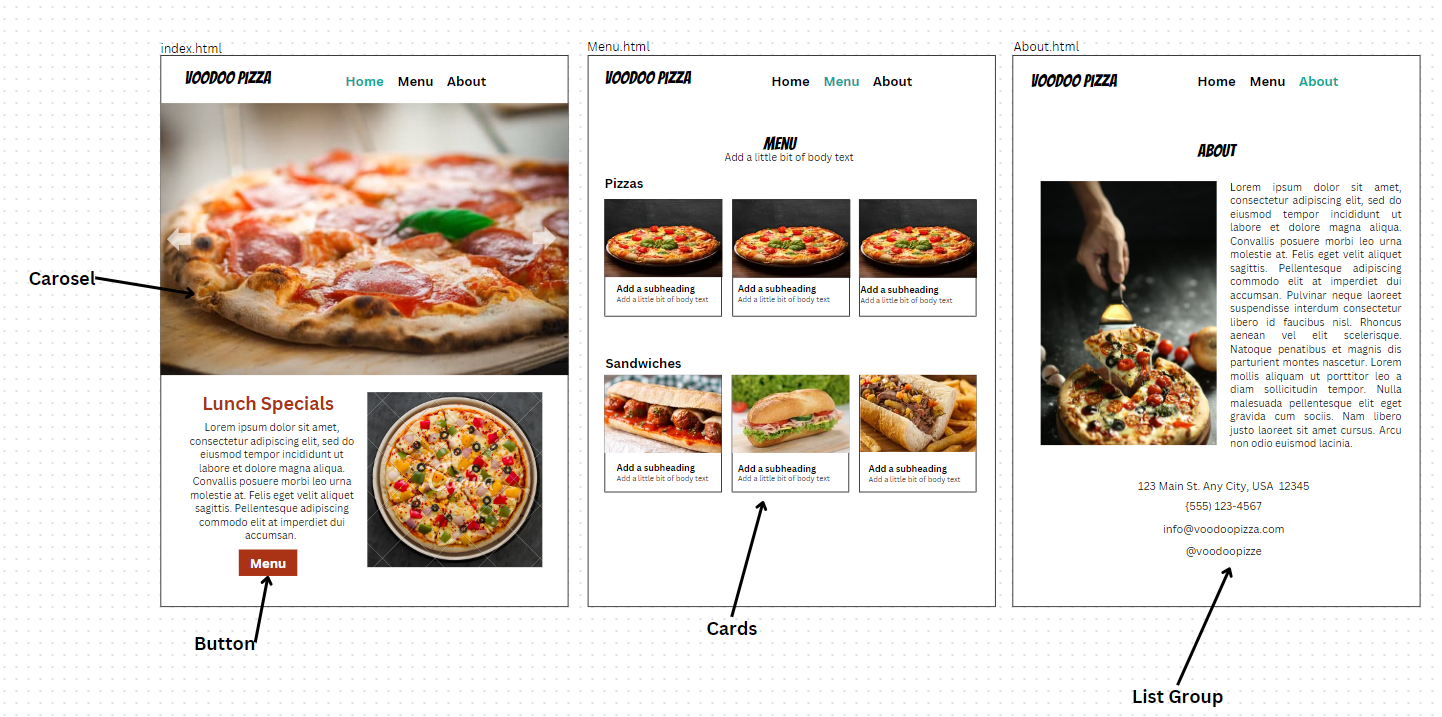 index.html
VOODOO PIZZA
Home Menu About
Carosel
Lunch Specials
Lorem ipsum dolor sit amet,
consectetur adipiscing elit, sed do
eiusmod tempor incididunt ut
labore et dolore magna aliqua.
Convallis posuere morbi leo urna
molestie at. Felis eget velit aliquet
sagittis. Pellentesque adipiscing
commodo elit at imperdiet dui
accumsan.
Menu
Button
Menu.html
VOODOO PIZZA
Home Menu About
MENU
Add a little bit of body text
Pizzas
Add a subheading
Add a little bit of body text
Add a subheading
Add a little bit of body text
Add a subheading
Add a little bit of body text
Sandwiches
Add a subheading
Add a little bit of body text
Add a subheading
Add a little bit of body text
Add a subheading
Add a little bit of body text
Cards
About.html
VOODOO PIZZA
Home Menu About
ABOUT
Lorem ipsum dolor sit amet,
consectetur adipiscing elit, sed do
eiusmod tempor incididunt ut
labore et dolore magna aliqua.
Convallis posuere morbi leo urna
molestie at. Felis eget velit aliquet
sagittis. Pellentesque adipiscing
commodo elit at imperdiet dui
accumsan. Pulvinar neque laoreet
suspendisse interdum consectetur
libero id faucibus nisl. Rhoncus
aenean vel elit scelerisque.
Natoque penatibus et magnis dis
parturient montes nascetur. Lorem
mollis aliquam ut porttitor leo a
diam sollicitudin tempor. Nulla
malesuada pellentesque elit eget
gravida cum sociis. Nam libero
justo laoreet sit amet cursus. Arcu
non odio euismod lacinia.
123 Main St. Any City, USA 12345
(555) 123-4567
info@voodoopizza.com
@voodoopizze
List Group